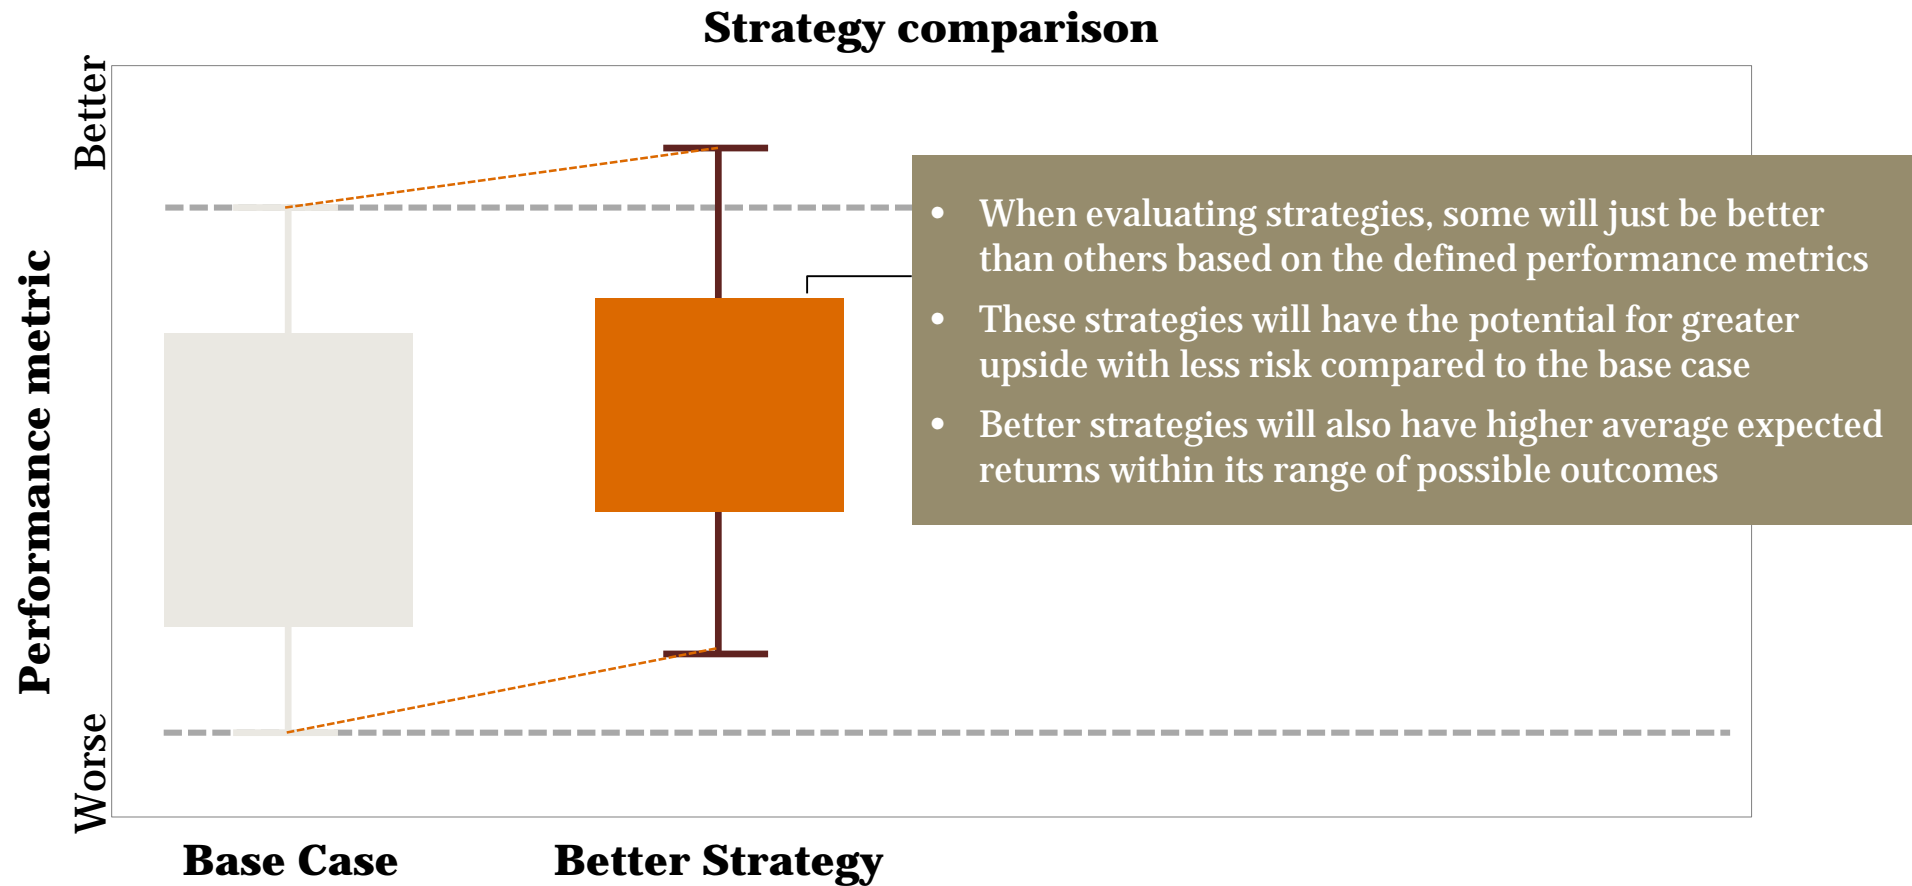 Strategy comparison
Better
Performance metric
Worse
• When evaluating strategies, some will just be better
than others based on the defined performance metrics
• These strategies will have the potential for greater
upside with less risk compared to the base case
• Better strategies will also have higher average expected
returns within its range of possible outcomes
Base Case
Better Strategy